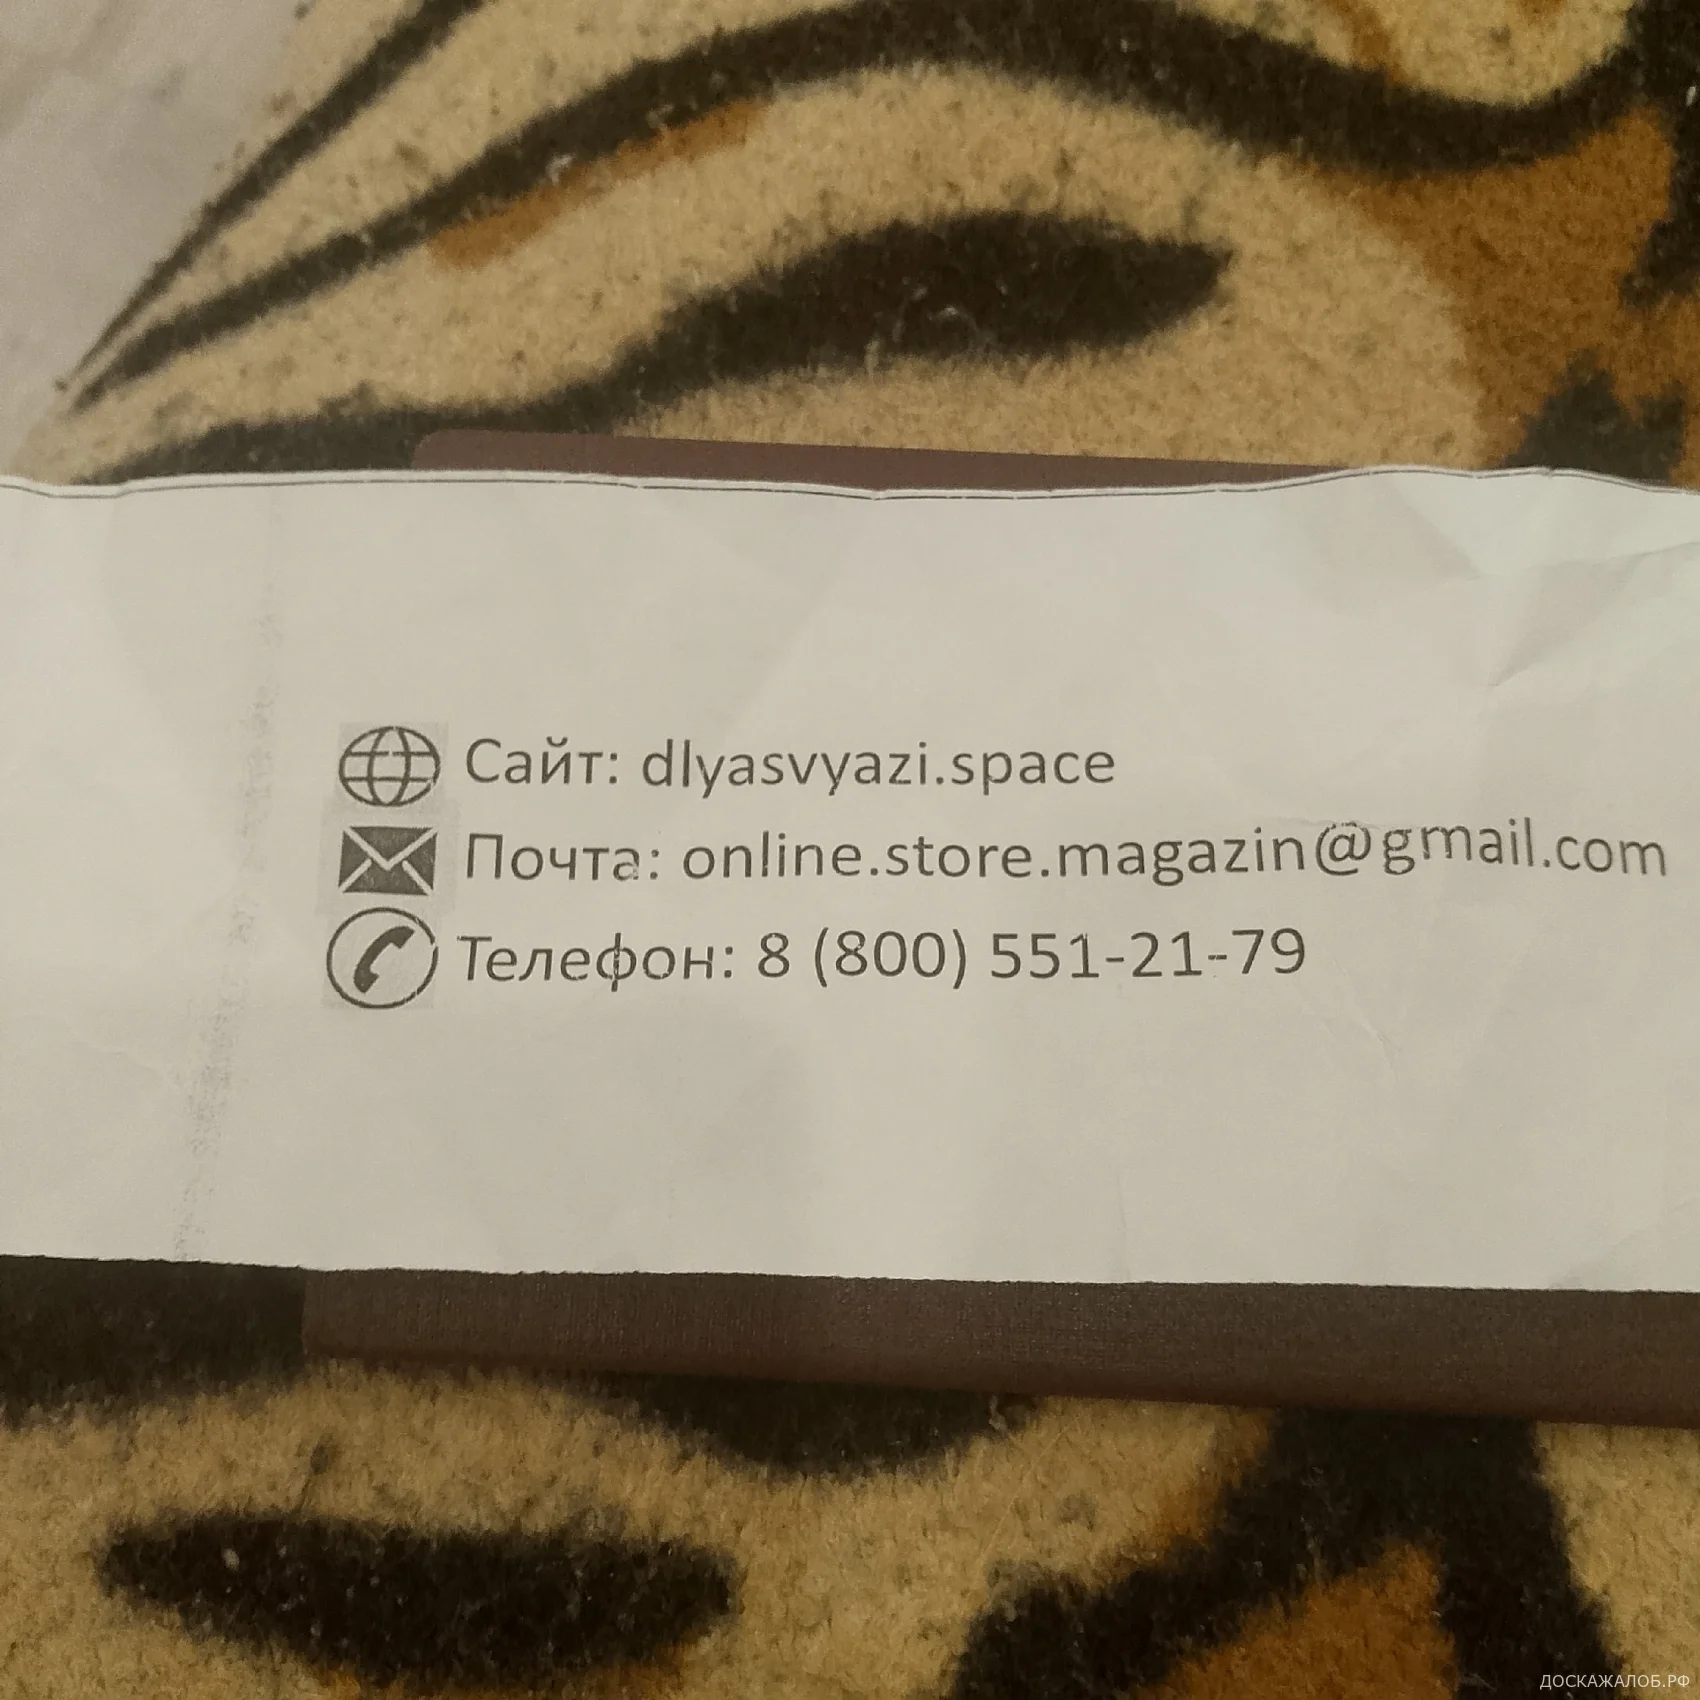 Сайт: dlyasvyazi.space
Почта: online.store.magazin@gmail.com
Телефон: 8 (800) 551-21-79
ДОСКАЖАЛОБ.РФ